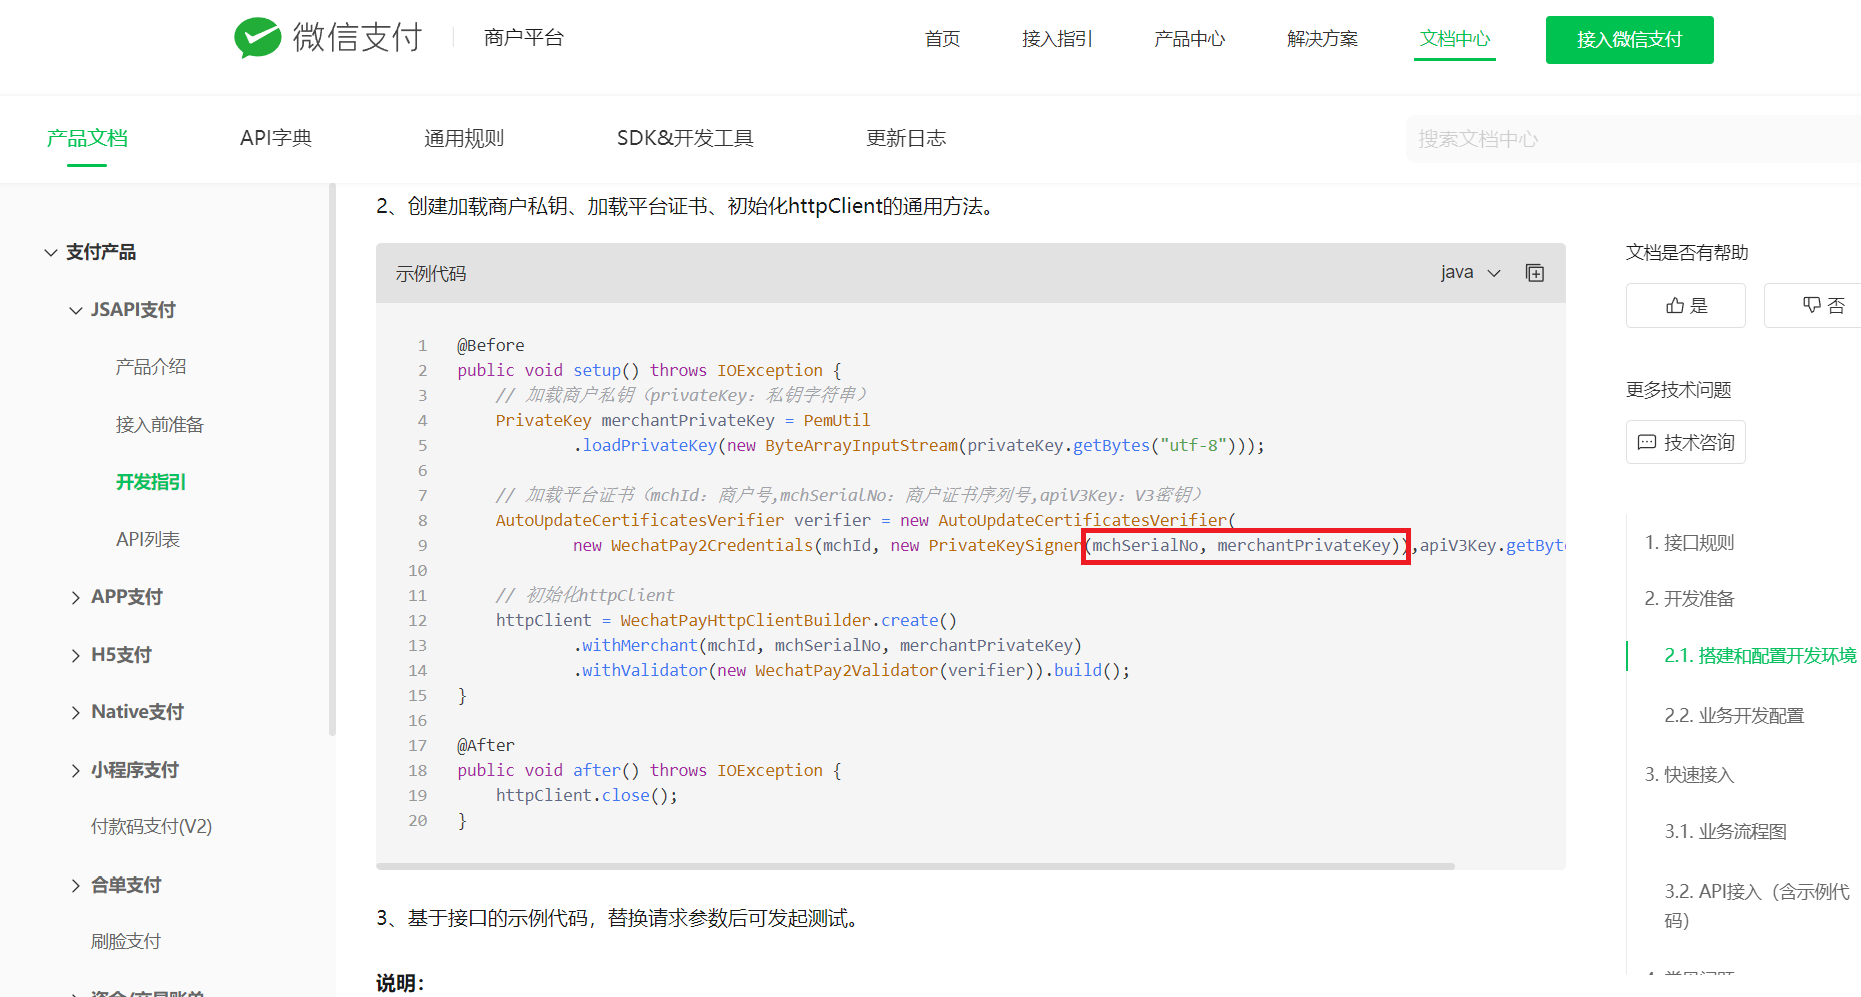 微信支付 商户平台 首页 接入指引 产品中心 解决方案 文档中心 接入微信支付
产品文档 API字典 通用规则 SDK&开发工具 更新日志 搜索文档中心
支付产品
JSAPI支付
产品介绍
接入前准备
开发指引
API列表
APP支付
H5支付
Native支付
小程序支付
付款码支付(V2)
合单支付
刷脸支付
2、创建加载商户私钥、加载平台证书、初始化httpClient的通用方法。
示例代码 java
1 @Before
2 public void setup() throws IOException {
3 // 加载商户私钥（privateKey：私钥字符串）
4 PrivateKey merchantPrivateKey = PemUtil
5 .loadPrivateKey(new ByteArrayInputStream(privateKey.getBytes("utf-8")));
6
7 // 加载平台证书（mchId：商户号,mchSerialNo：商户证书序列号,apiV3Key：V3密钥）
8 AutoUpdateCertificatesVerifier verifier = new AutoUpdateCertificatesVerifier(
9 new WechatPay2Credentials(mchId, new PrivateKeySigner(mchSerialNo, merchantPrivateKey)),apiV3Key.getByt
10
11 // 初始化httpClient
12 httpClient = WechatPayHttpClientBuilder.create()
13 .withMerchant(mchId, mchSerialNo, merchantPrivateKey)
14 .withValidator(new WechatPay2Validator(verifier)).build();
15 }
16
17 @After
18 public void after() throws IOException {
19 httpClient.close();
20 }
3、基于接口的示例代码，替换请求参数后可发起测试。
说明：
文档是否有帮助
是 否
更多技术问题
技术咨询
1. 接口规则
2. 开发准备
2.1. 搭建和配置开发环境
2.2. 业务开发配置
3. 快速接入
3.1. 业务流程图
3.2. API接入（含示例代
码）